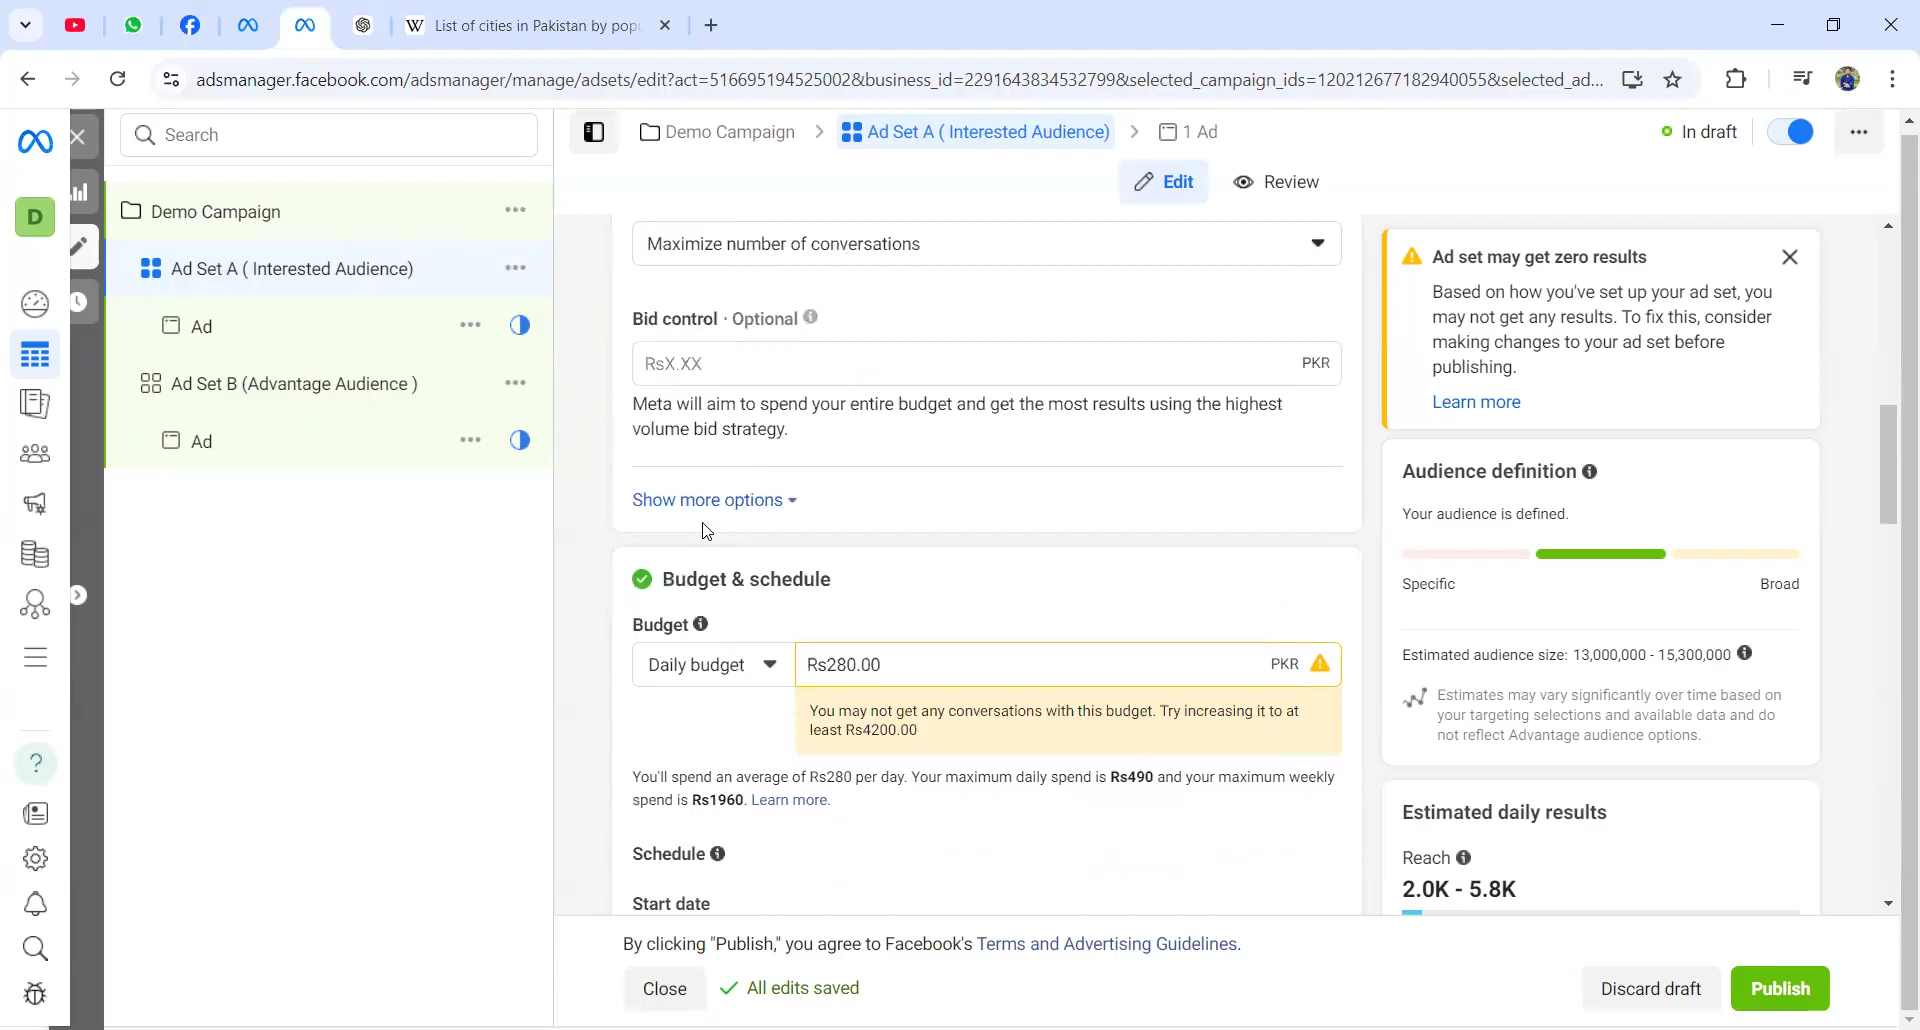 List of cities in Pakistan by popu
adsmanager.facebook.com/adsmanager/manage/adsets/edit?act=516695194525002&business_id=2291643834532799&selected_campaign_ids=120212677182940055&selected_ad...
Search
Demo Campaign
Ad Set A ( Interested Audience)
1 Ad
In draft
Edit
Review
D
Demo Campaign
Ad Set A ( Interested Audience)
Ad
Ad Set B (Advantage Audience )
Ad
Maximize number of conversations
Bid control · Optional
RsX.XX
PKR
Meta will aim to spend your entire budget and get the most results using the highest
volume bid strategy.
Show more options
Budget & schedule
Budget
Daily budget
Rs280.00
PKR
You may not get any conversations with this budget. Try increasing it to at
least Rs4200.00
You'll spend an average of Rs280 per day. Your maximum daily spend is Rs490 and your maximum weekly
spend is Rs1960. Learn more.
Schedule
Start date
Ad set may get zero results
Based on how you've set up your ad set, you
may not get any results. To fix this, consider
making changes to your ad set before
publishing.
Learn more
Audience definition
Your audience is defined.
Specific
Broad
Estimated audience size: 13,000,000 - 15,300,000
Estimates may vary significantly over time based on
your targeting selections and available data and do
not reflect Advantage audience options.
Estimated daily results
Reach
2.0K - 5.8K
By clicking "Publish," you agree to Facebook's Terms and Advertising Guidelines.
Close
All edits saved
Discard draft
Publish